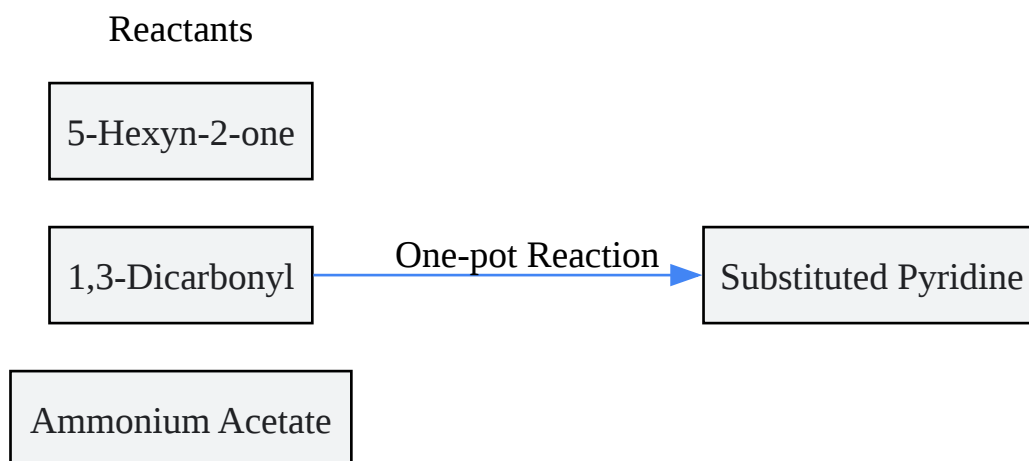 Reactants
5-Hexyn-2-one
1,3-Dicarbonyl
One-pot Reaction
Substituted Pyridine
Ammonium Acetate